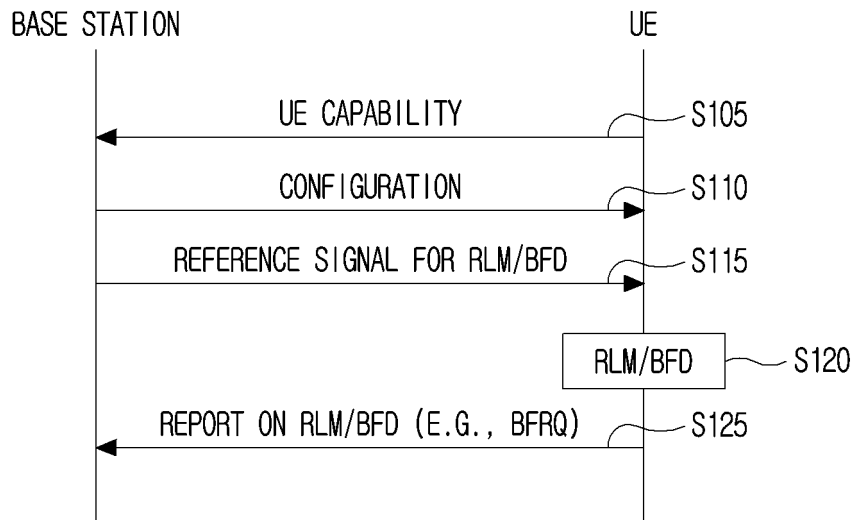 BASE STATION
UE
UE CAPABILITY
S105
CONFIGURATION
S110
REFERENCE SIGNAL FOR RLM/BFD
S115
RLM/BFD
S120
REPORT ON RLM/BFD (E.G., BFRQ)
S125